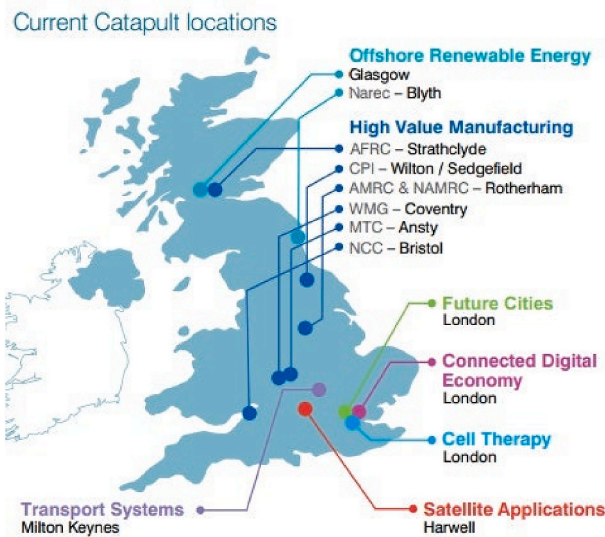 Current Catapult locations
Offshore Renewable Energy
Glasgow
Narec – Blyth
High Value Manufacturing
AFRC – Strathclyde
CPI – Wilton / Sedgefield
AMRC & NAMRC – Rotherham
WMG – Coventry
MTC – Ansty
NCC – Bristol
Future Cities
London
Connected Digital
Economy
London
Cell Therapy
London
Transport Systems
Milton Keynes
Satellite Applications
Harwell